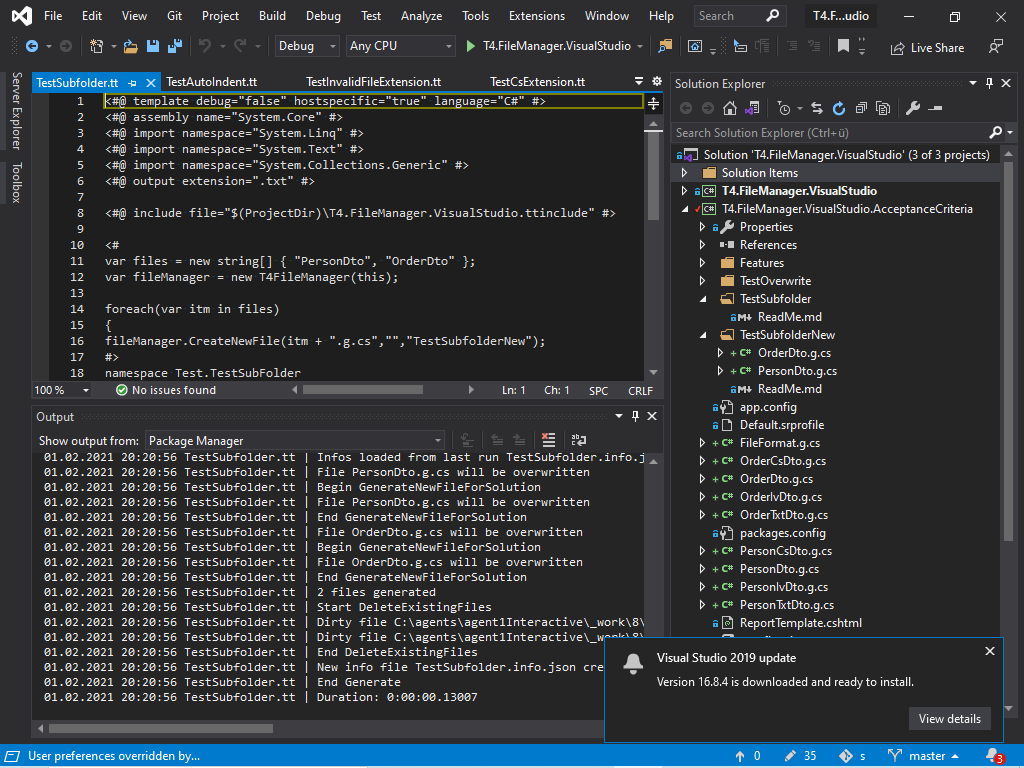 File Edit View Git Project Build Debug Test Analyze Tools Extensions Window Help Search T4.F...udio
Debug Any CPU T4.FileManager.VisualStudio Live Share
Server Explorer
Toolbox
TestSubfolder.tt TestAutoIndent.tt TestInvalidFileExtension.tt TestCsExtension.tt
1 <#@ template debug="false" hostspecific="true" language="C#" #>
2 <#@ assembly name="System.Core" #>
3 <#@ import namespace="System.Linq" #>
4 <#@ import namespace="System.Text" #>
5 <#@ import namespace="System.Collections.Generic" #>
6 <#@ output extension=".txt" #>
7
8 <#@ include file="$(ProjectDir)\T4.FileManager.VisualStudio.ttinclude" #>
9
10 <#
11 var files = new string[] { "PersonDto", "OrderDto" };
12 var fileManager = new T4FileManager(this);
13
14 foreach(var itm in files)
15 {
16 fileManager.CreateNewFile(itm + ".g.cs","","TestSubfolderNew");
17 #>
18 namespace Test.TestSubFolder
100 % No issues found Ln: 1 Ch: 1 SPC CRLF
Output
Show output from: Package Manager
01.02.2021 20:20:56 TestSubfolder.tt | Infos loaded from last run TestSubfolder.info.j
01.02.2021 20:20:56 TestSubfolder.tt | File PersonDto.g.cs will be overwritten
01.02.2021 20:20:56 TestSubfolder.tt | Begin GenerateNewFileForSolution
01.02.2021 20:20:56 TestSubfolder.tt | File PersonDto.g.cs will be overwritten
01.02.2021 20:20:56 TestSubfolder.tt | End GenerateNewFileForSolution
01.02.2021 20:20:56 TestSubfolder.tt | File OrderDto.g.cs will be overwritten
01.02.2021 20:20:56 TestSubfolder.tt | Begin GenerateNewFileForSolution
01.02.2021 20:20:56 TestSubfolder.tt | File OrderDto.g.cs will be overwritten
01.02.2021 20:20:56 TestSubfolder.tt | End GenerateNewFileForSolution
01.02.2021 20:20:56 TestSubfolder.tt | 2 files generated
01.02.2021 20:20:56 TestSubfolder.tt | Start DeleteExistingFiles
01.02.2021 20:20:56 TestSubfolder.tt | Dirty file C:\agents\agent1Interactive\_work\8\
01.02.2021 20:20:56 TestSubfolder.tt | Dirty file C:\agents\agent1Interactive\_work\8\
01.02.2021 20:20:56 TestSubfolder.tt | End DeleteExistingFiles
01.02.2021 20:20:56 TestSubfolder.tt | New info file TestSubfolder.info.json cre
01.02.2021 20:20:56 TestSubfolder.tt | End Generate
01.02.2021 20:20:56 TestSubfolder.tt | Duration: 0:00:00.13007
Solution Explorer
Search Solution Explorer (Ctrl+ü)
Solution 'T4.FileManager.VisualStudio' (3 of 3 projects)
Solution Items
C# T4.FileManager.VisualStudio
C# T4.FileManager.VisualStudio.AcceptanceCriteria
Properties
References
Features
TestOverwrite
TestSubfolder
M↓ ReadMe.md
TestSubfolderNew
+ C# OrderDto.g.cs
+ C# PersonDto.g.cs
M↓ ReadMe.md
app.config
Default.srprofile
+ C# FileFormat.g.cs
+ C# OrderCsDto.g.cs
+ C# OrderDto.g.cs
+ C# OrderIvDto.g.cs
+ C# OrderTxtDto.g.cs
packages.config
+ C# PersonCsDto.g.cs
+ C# PersonDto.g.cs
+ C# PersonIvDto.g.cs
+ C# PersonTxtDto.g.cs
ReportTemplate.cshtml
Visual Studio 2019 update
Version 16.8.4 is downloaded and ready to install.
View details
User preferences overridden by... 0 35 s master 3